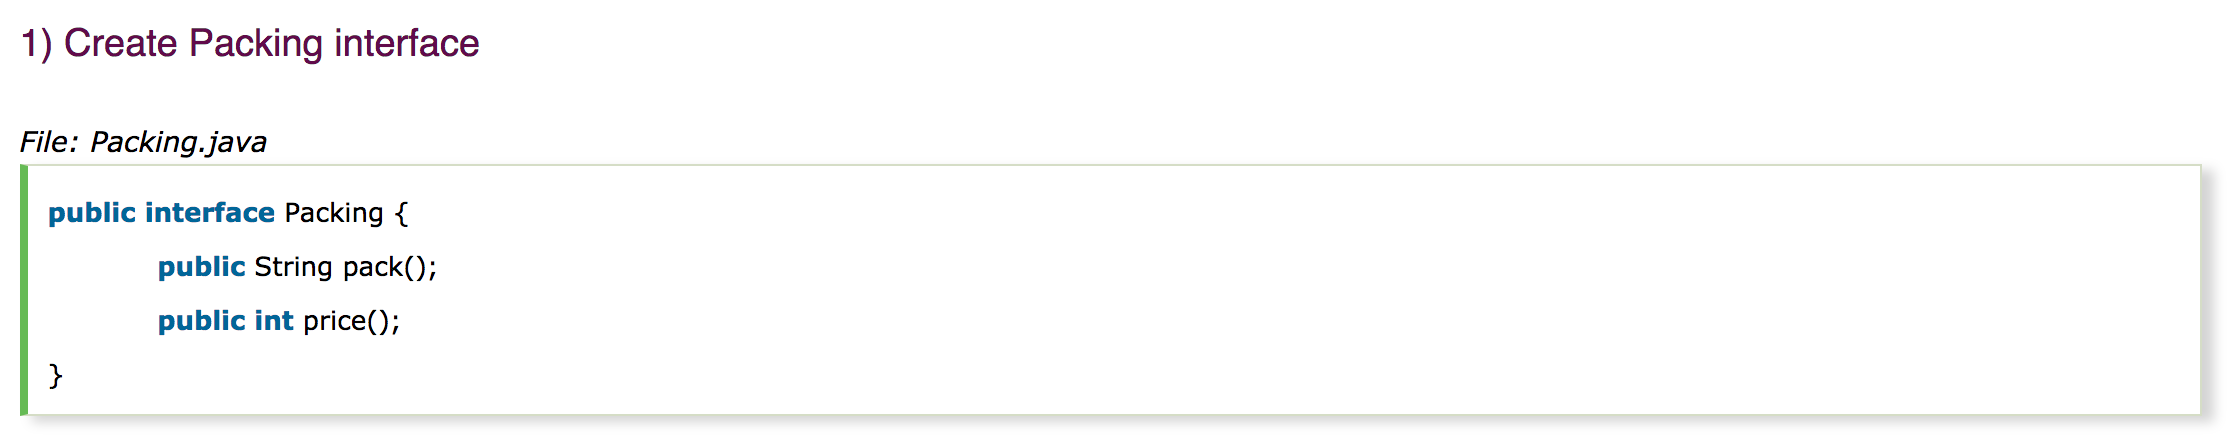 1) Create Packing interface
File: Packing.java
public interface Packing {
public String pack();
public int price();
}